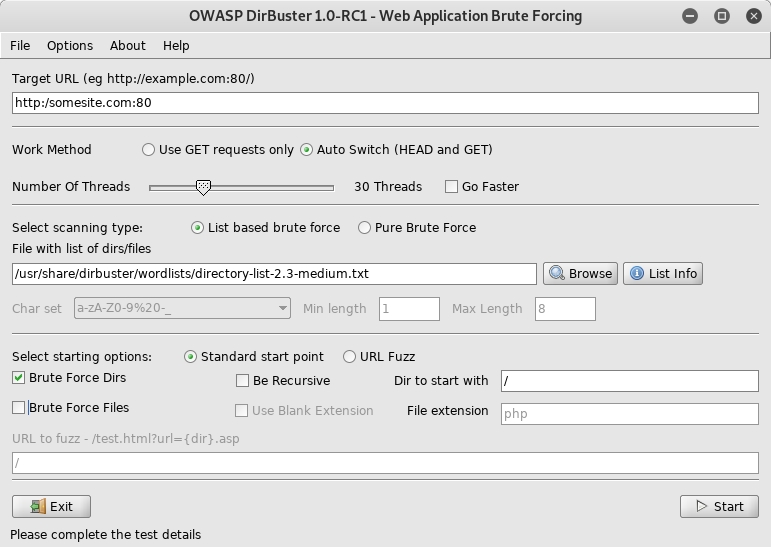 OWASP DirBuster 1.0-RC1 - Web Application Brute Forcing
File Options About Help
Target URL (eg http://example.com:80/)
http:/somesite.com:80
Work Method Use GET requests only Auto Switch (HEAD and GET)
Number Of Threads 30 Threads Go Faster
Select scanning type: List based brute force Pure Brute Force
File with list of dirs/files
/usr/share/dirbuster/wordlists/directory-list-2.3-medium.txt Browse List Info
Char set a-zA-Z0-9%20-_ Min length 1 Max Length 8
Select starting options: Standard start point URL Fuzz
Brute Force Dirs Be Recursive Dir to start with /
Brute Force Files Use Blank Extension File extension php
URL to fuzz - /test.html?url={dir}.asp
/
Exit Start
Please complete the test details